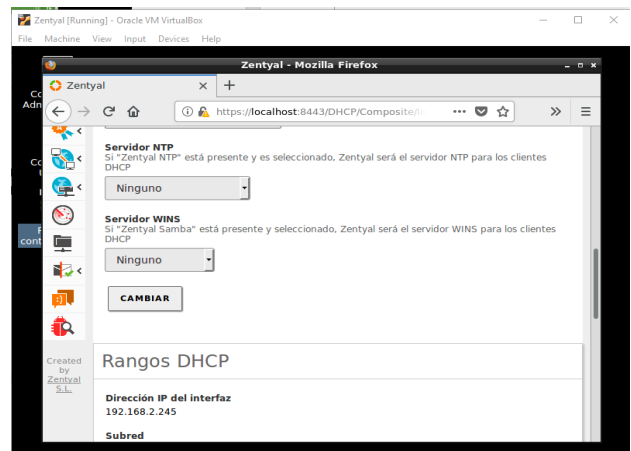 Zentyal [Running] - Oracle VM VirtualBox
File Machine View Input Devices Help
Zentyal - Mozilla Firefox
Zentyal
https://localhost:8443/DHCP/Composite/
Servidor NTP
Si "Zentyal NTP" está presente y es seleccionado, Zentyal será el servidor NTP para los clientes
DHCP
Ninguno
Servidor WINS
Si "Zentyal Samba" está presente y seleccionado, Zentyal será el servidor WINS para los clientes
DHCP
Ninguno
CAMBIAR
Created
by
Zentyal
S.L.
Rangos DHCP
Dirección IP del interfaz
192.168.2.245
Subred